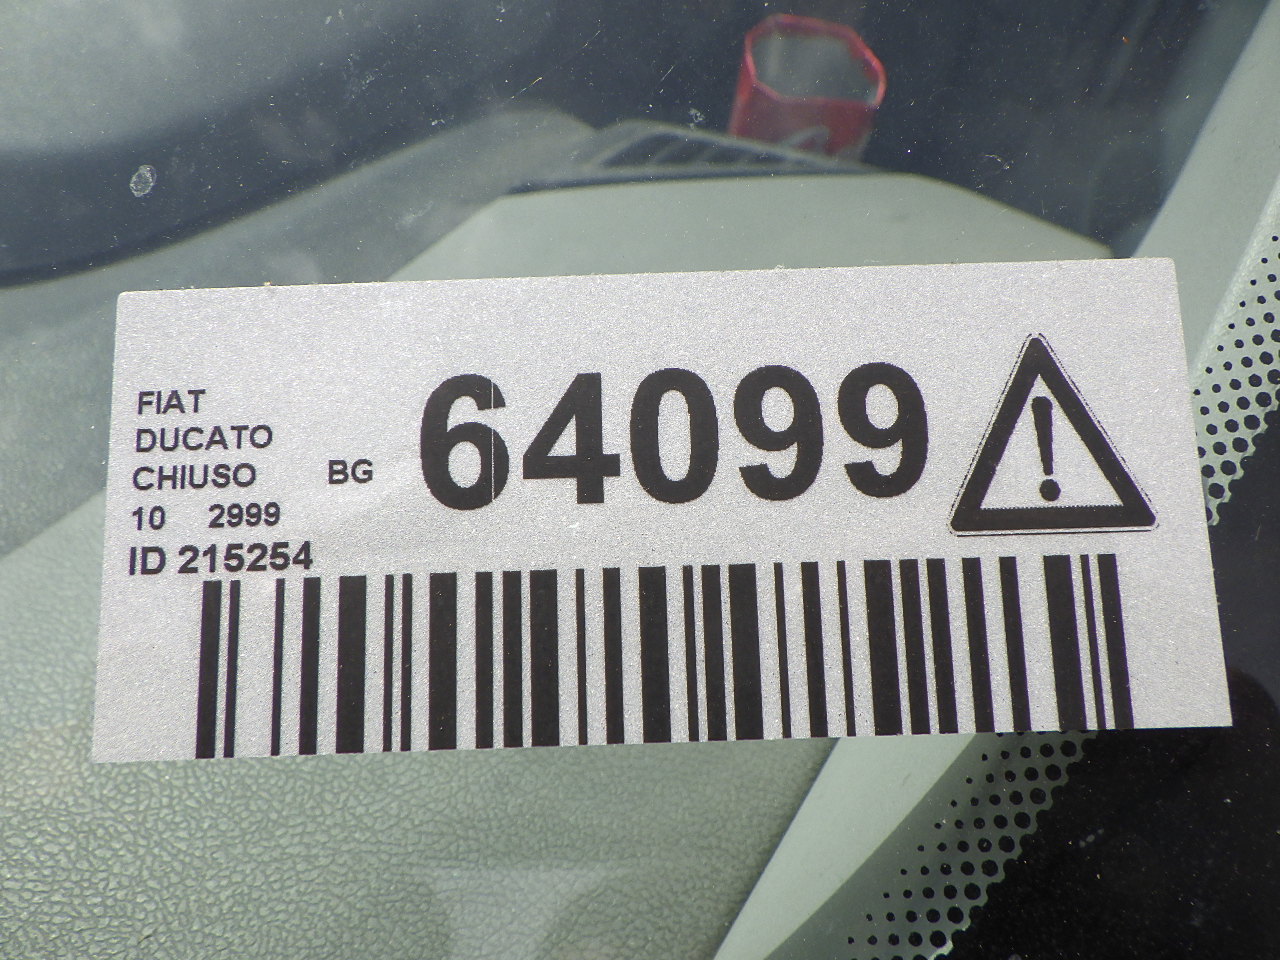 FIAT
DUCATO
CHIUSO BG 64099
10 2999
ID 215254